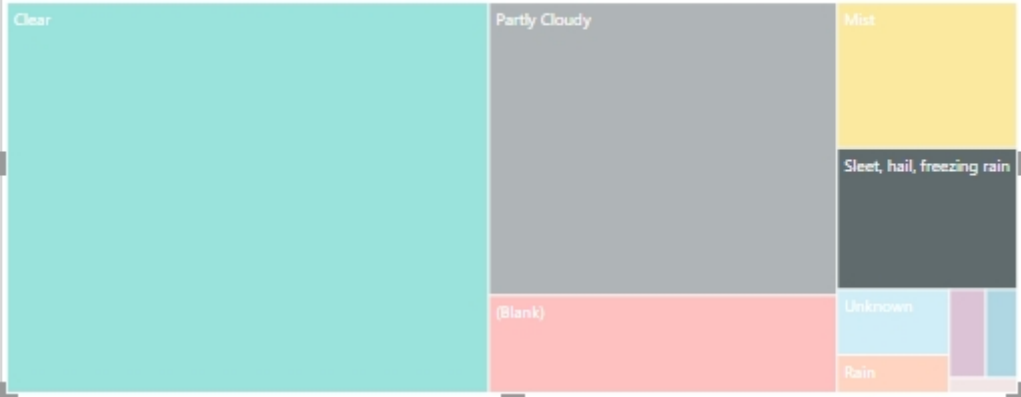 Clear
Partly Cloudy
(Blank)
Mist
Sleet, hail, freezing rain
Unknown
Rain